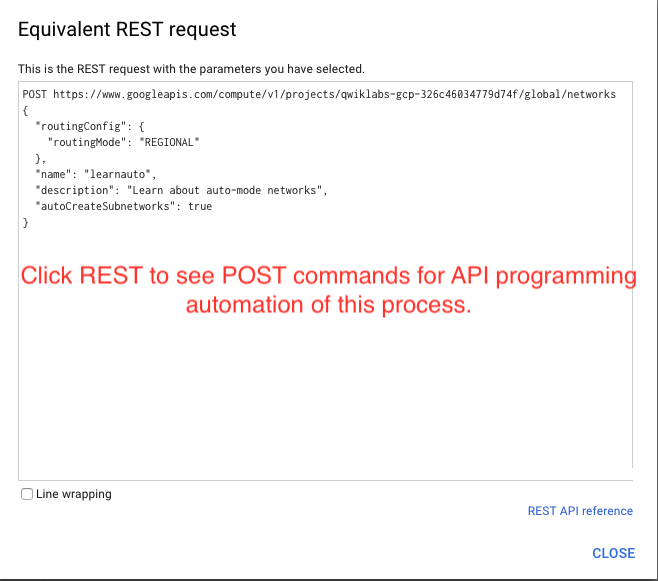 Equivalent REST request
This is the REST request with the parameters you have selected.
POST https://www.googleapis.com/compute/v1/projects/qwiklabs-gcp-326c46034779d74f/global/networks
{
  "routingConfig": {
    "routingMode": "REGIONAL"
  },
  "name": "learnauto",
  "description": "Learn about auto-mode networks",
  "autoCreateSubnetworks": true
}
Click REST to see POST commands for API programming
automation of this process.
Line wrapping
REST API reference
CLOSE